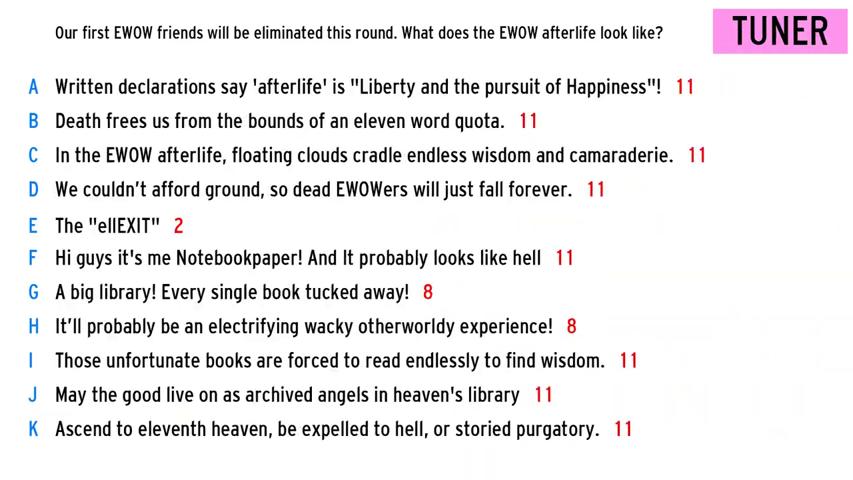 Our first EWOW friends will be eliminated this round. What does the EWOW afterlife look like?
TUNER
A Written declarations say 'afterlife' is "Liberty and the pursuit of Happiness"! 11
B Death frees us from the bounds of an eleven word quota. 11
C In the EWOW afterlife, floating clouds cradle endless wisdom and camaraderie. 11
D We couldn't afford ground, so dead EWOWers will just fall forever. 11
E The "ellEXIT" 2
F Hi guys it's me Notebookpaper! And It probably looks like hell 11
G A big library! Every single book tucked away! 8
H It'll probably be an electrifying wacky otherworldy experience! 8
I Those unfortunate books are forced to read endlessly to find wisdom. 11
J May the good live on as archived angels in heaven's library 11
K Ascend to eleventh heaven, be expelled to hell, or storied purgatory. 11